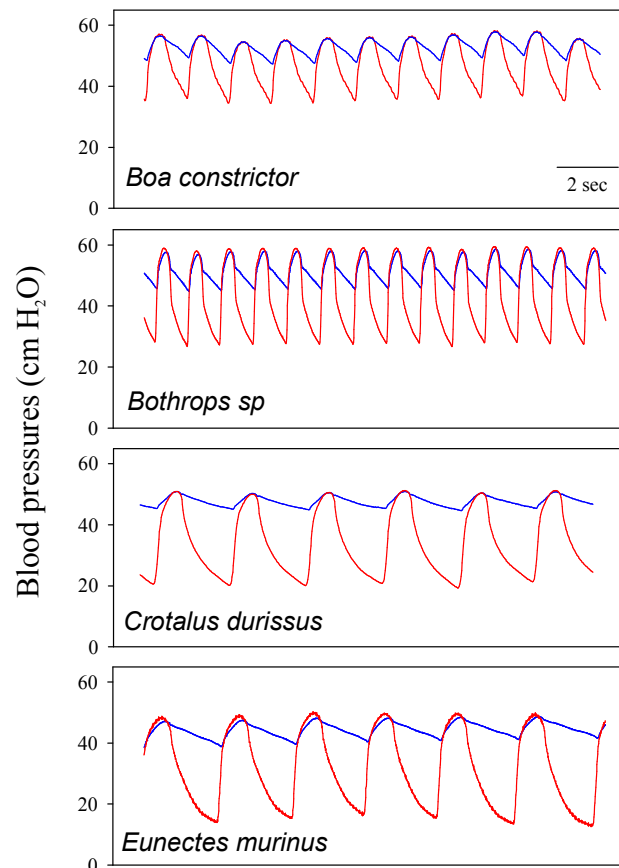 Blood pressures (cm H₂O)
60
40
20
0
Boa constrictor
2 sec
60
40
20
0
Bothrops sp
60
40
20
0
Crotalus durissus
60
40
20
0
Eunectes murinus